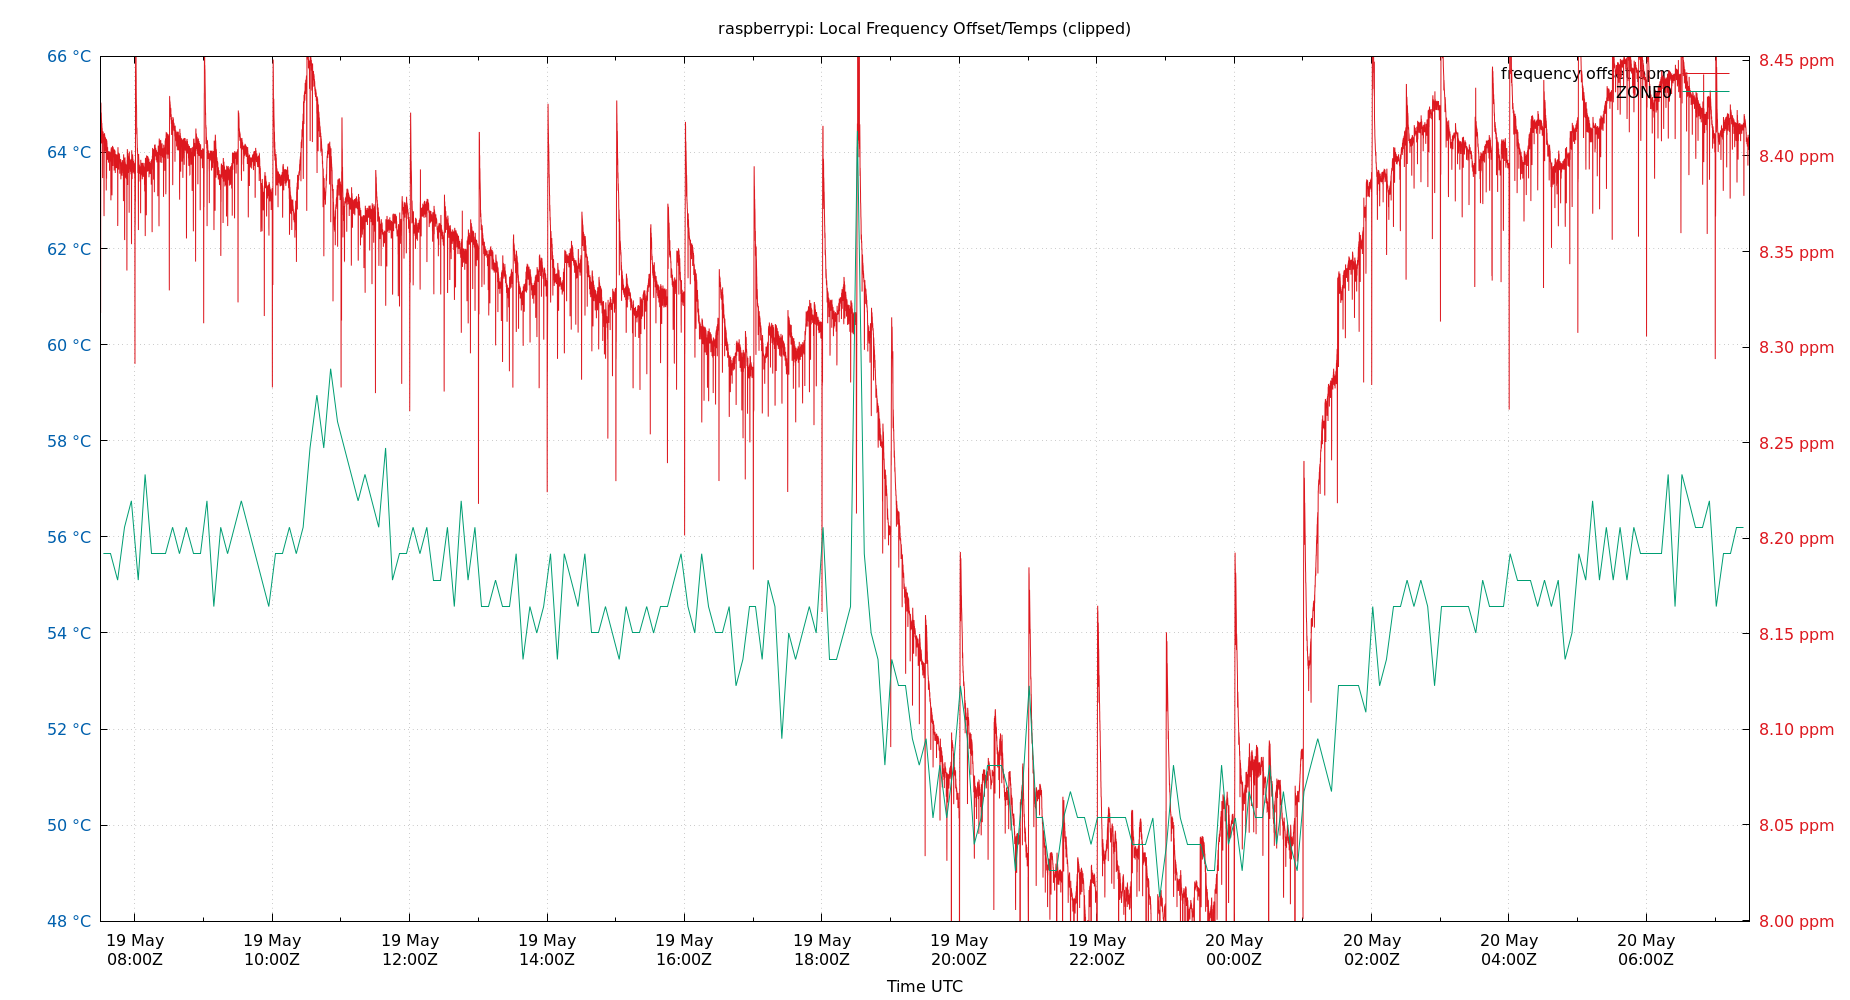 raspberrypi: Local Frequency Offset/Temps (clipped)
66 °C
64 °C
62 °C
60 °C
58 °C
56 °C
54 °C
52 °C
50 °C
48 °C
8.45 ppm
8.40 ppm
8.35 ppm
8.30 ppm
8.25 ppm
8.20 ppm
8.15 ppm
8.10 ppm
8.05 ppm
8.00 ppm
frequency offset ppm
ZONE0
19 May
08:00Z
19 May
10:00Z
19 May
12:00Z
19 May
14:00Z
19 May
16:00Z
19 May
18:00Z
19 May
20:00Z
19 May
22:00Z
20 May
00:00Z
20 May
02:00Z
20 May
04:00Z
20 May
06:00Z
Time UTC